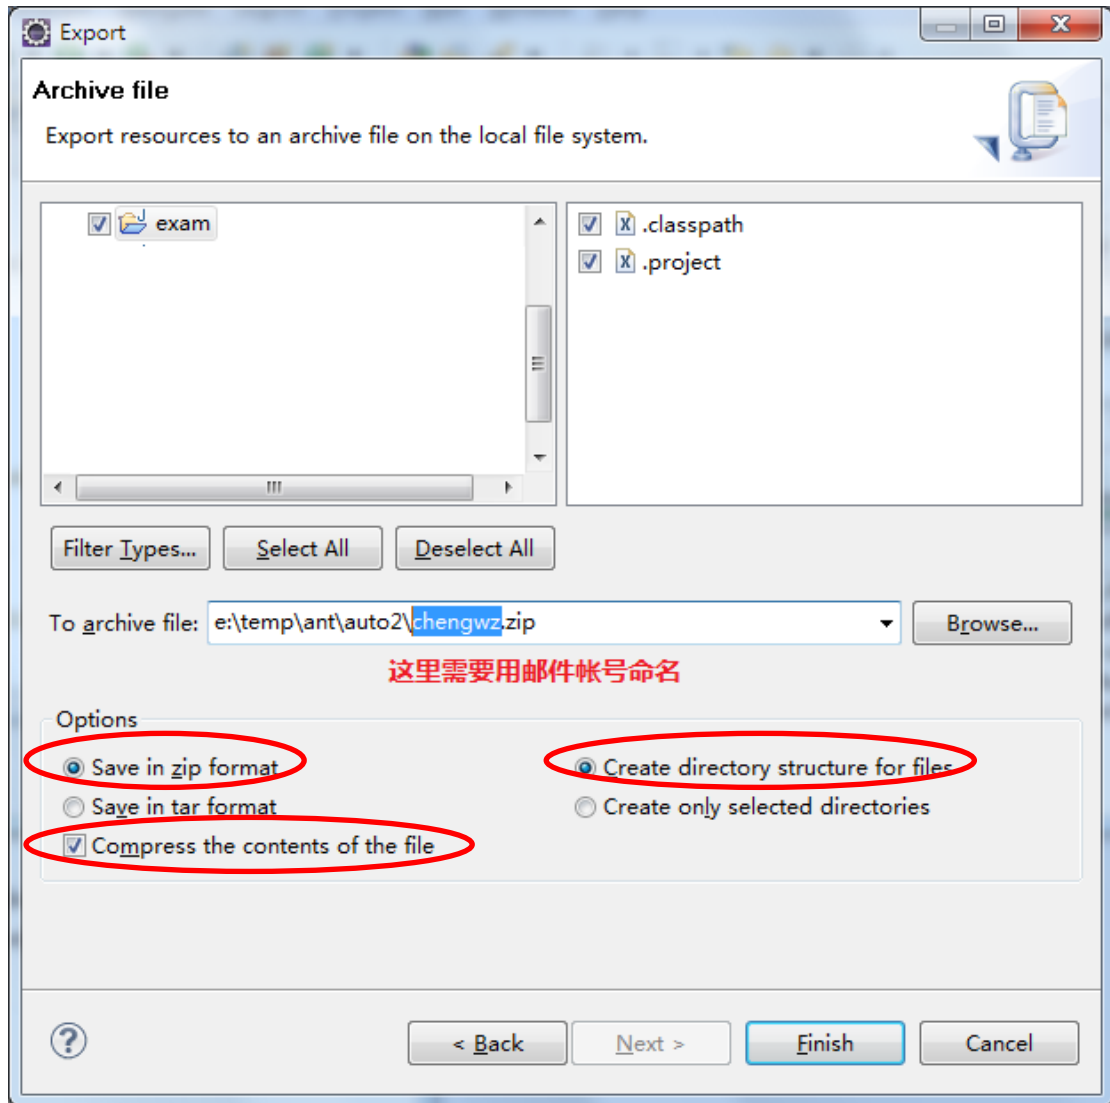 Export
Archive file
Export resources to an archive file on the local file system.
exam
.classpath
.project
Filter Types...
Select All
Deselect All
To archive file: e:\temp\ant\auto2\chengwz.zip
Browse...
这里需要用邮件帐号命名
Options
Save in zip format
Create directory structure for files
Save in tar format
Create only selected directories
Compress the contents of the file
< Back
Next >
Finish
Cancel